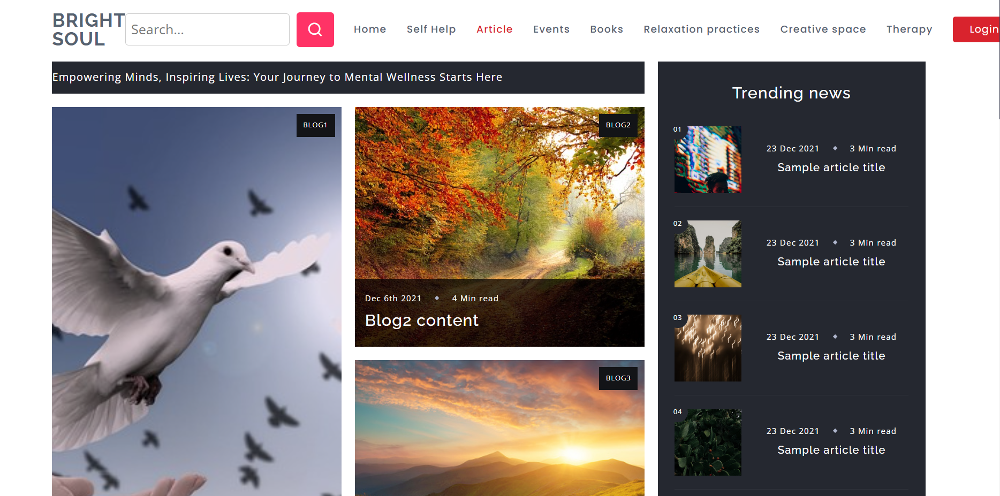 BRIGHT
SOUL
Search...
Home Self Help Article Events Books Relaxation practices Creative space Therapy Login
Empowering Minds, Inspiring Lives: Your Journey to Mental Wellness Starts Here
BLOG1
BLOG2
Dec 6th 2021 ◆ 4 Min read
Blog2 content
BLOG3
Trending news
01
23 Dec 2021 ◆ 3 Min read
Sample article title
02
23 Dec 2021 ◆ 3 Min read
Sample article title
03
23 Dec 2021 ◆ 3 Min read
Sample article title
04
23 Dec 2021 ◆ 3 Min read
Sample article title